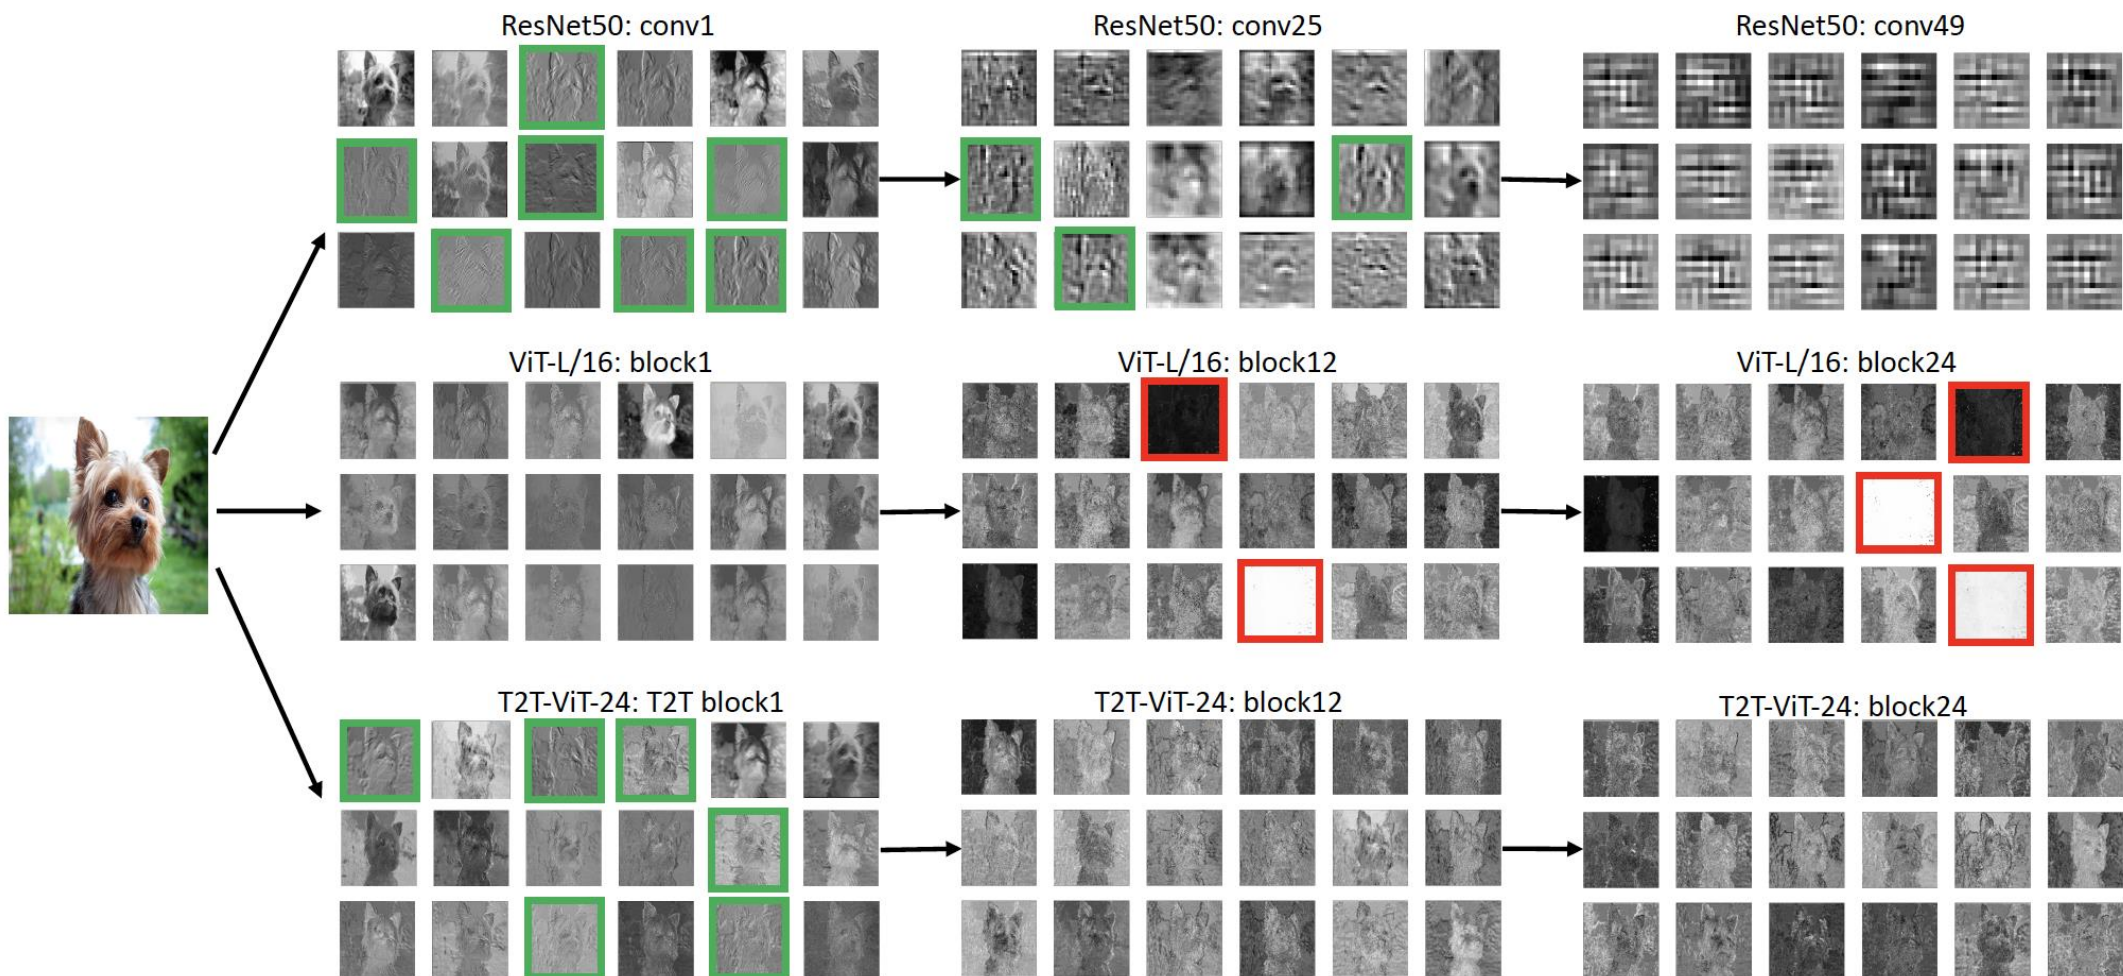 ResNet50: conv1
ResNet50: conv25
ResNet50: conv49
ViT-L/16: block1
ViT-L/16: block12
ViT-L/16: block24
T2T-ViT-24: T2T block1
T2T-ViT-24: block12
T2T-ViT-24: block24